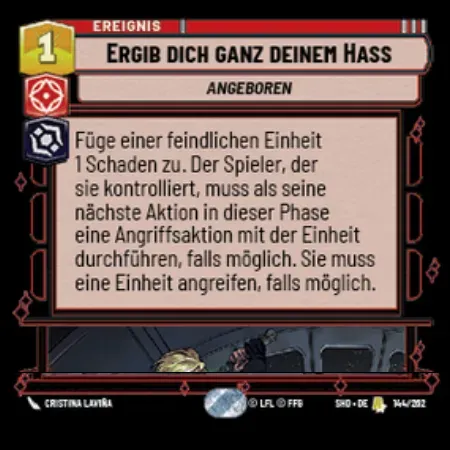 EREIGNIS
1
ERGIB DICH GANZ DEINEM HASS
ANGEBOREN
Füge einer feindlichen Einheit
1 Schaden zu. Der Spieler, der
sie kontrolliert, muss als seine
nächste Aktion in dieser Phase
eine Angriffsaktion mit der Einheit
durchführen, falls möglich. Sie muss
eine Einheit angreifen, falls möglich.
CRISTINA LAVIÑA © LFL © FFG SHD • DE 144/262